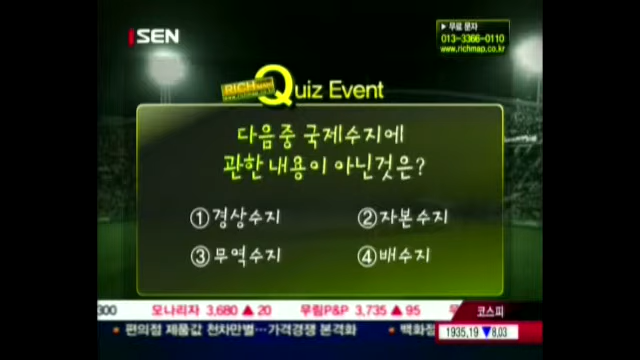 iSEN
▶ 무료 문자
013-3366-0110
www.richmap.co.kr
RICH
Quiz Event
다음중 국제수지에
관한 내용이 아닌것은?
①경상수지
②자본수지
③무역수지
④배수지
300 모나리자 3,680 ▲ 20 무림P&P 3,735 ▲ 95 무
코스피
• 편의점 제품값 천차만별…가격경쟁 본격화 • 백화점
1935.19 ▼8.03